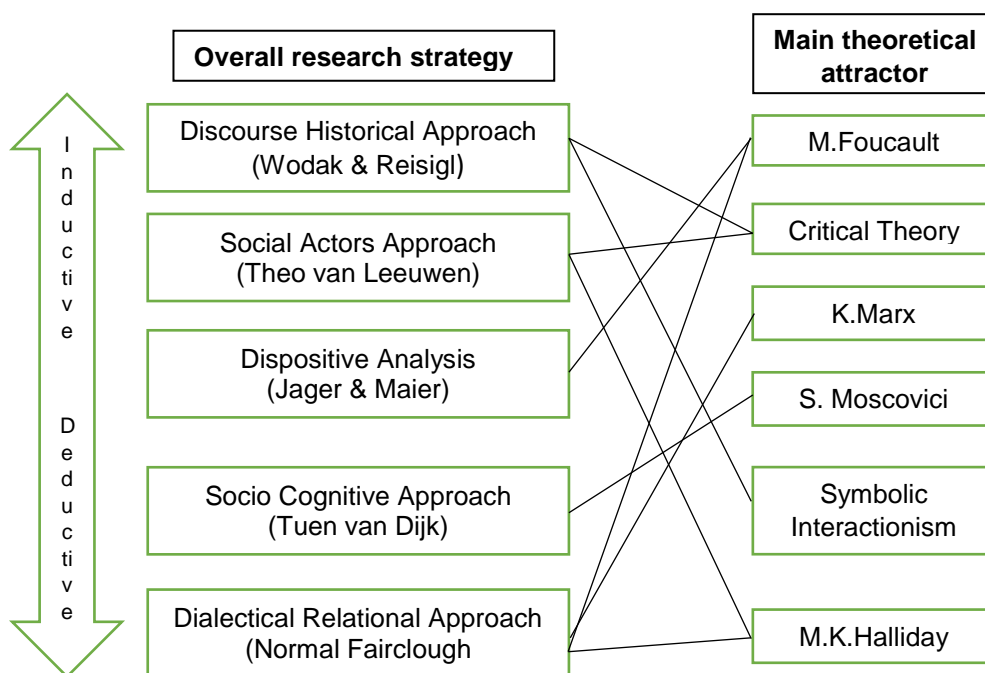 Overall research strategy
Main theoretical
attractor
Inductive
Deductive
Discourse Historical Approach
(Wodak & Reisigl)
Social Actors Approach
(Theo van Leeuwen)
Dispositive Analysis
(Jager & Maier)
Socio Cognitive Approach
(Tuen van Dijk)
Dialectical Relational Approach
(Normal Fairclough
M.Foucault
Critical Theory
K.Marx
S. Moscovici
Symbolic
Interactionism
M.K.Halliday